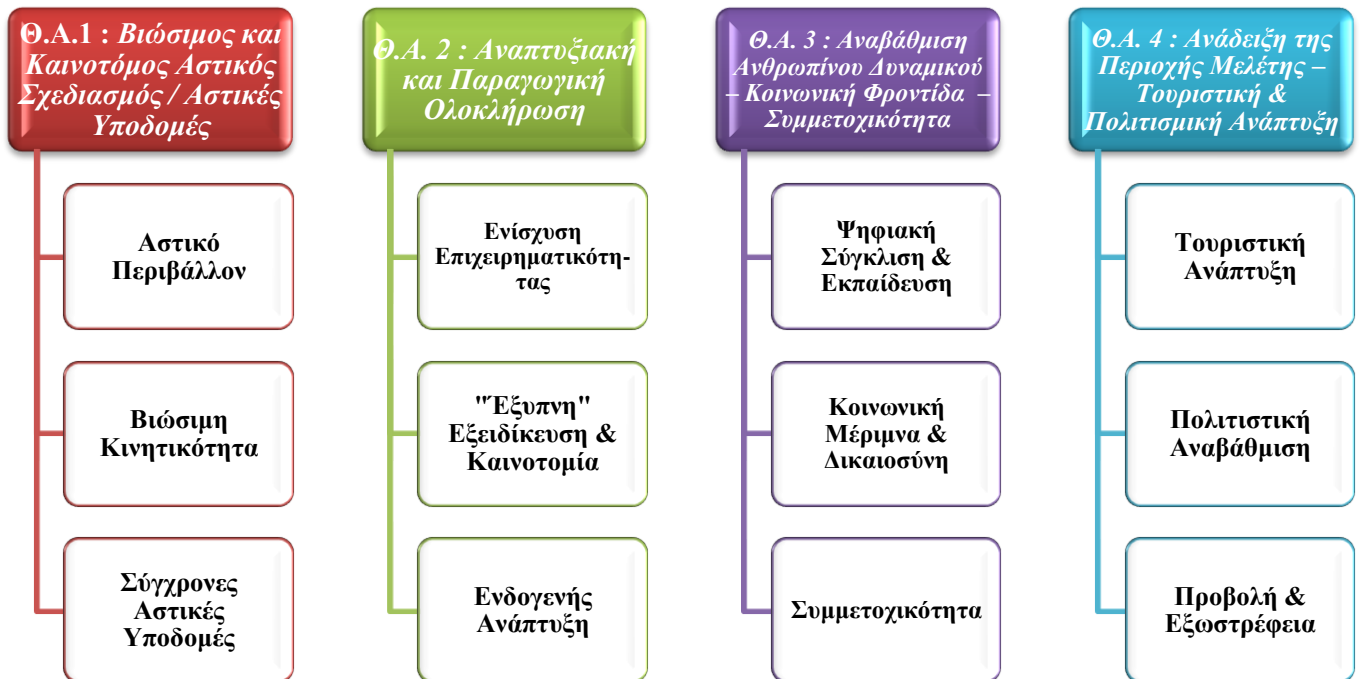 Θ.Α.1 : Βιώσιμος και
Καινοτόμος Αστικός
Σχεδιασμός / Αστικές
Υποδομές
Αστικό
Περιβάλλον
Βιώσιμη
Κινητικότητα
Σύγχρονες
Αστικές
Υποδομές
Θ.Α. 2 : Αναπτυξιακή
και Παραγωγική
Ολοκλήρωση
Ενίσχυση
Επιχειρηματικότη-
τας
"Έξυπνη"
Εξειδίκευση &
Καινοτομία
Ενδογενής
Ανάπτυξη
Θ.Α. 3 : Αναβάθμιση
Ανθρωπίνου Δυναμικού
– Κοινωνική Φροντίδα –
Συμμετοχικότητα
Ψηφιακή
Σύγκλιση &
Εκπαίδευση
Κοινωνική
Μέριμνα &
Δικαιοσύνη
Συμμετοχικότητα
Θ.Α. 4 : Ανάδειξη της
Περιοχής Μελέτης –
Τουριστική &
Πολιτισμική Ανάπτυξη
Τουριστική
Ανάπτυξη
Πολιτιστική
Αναβάθμιση
Προβολή &
Εξωστρέφεια